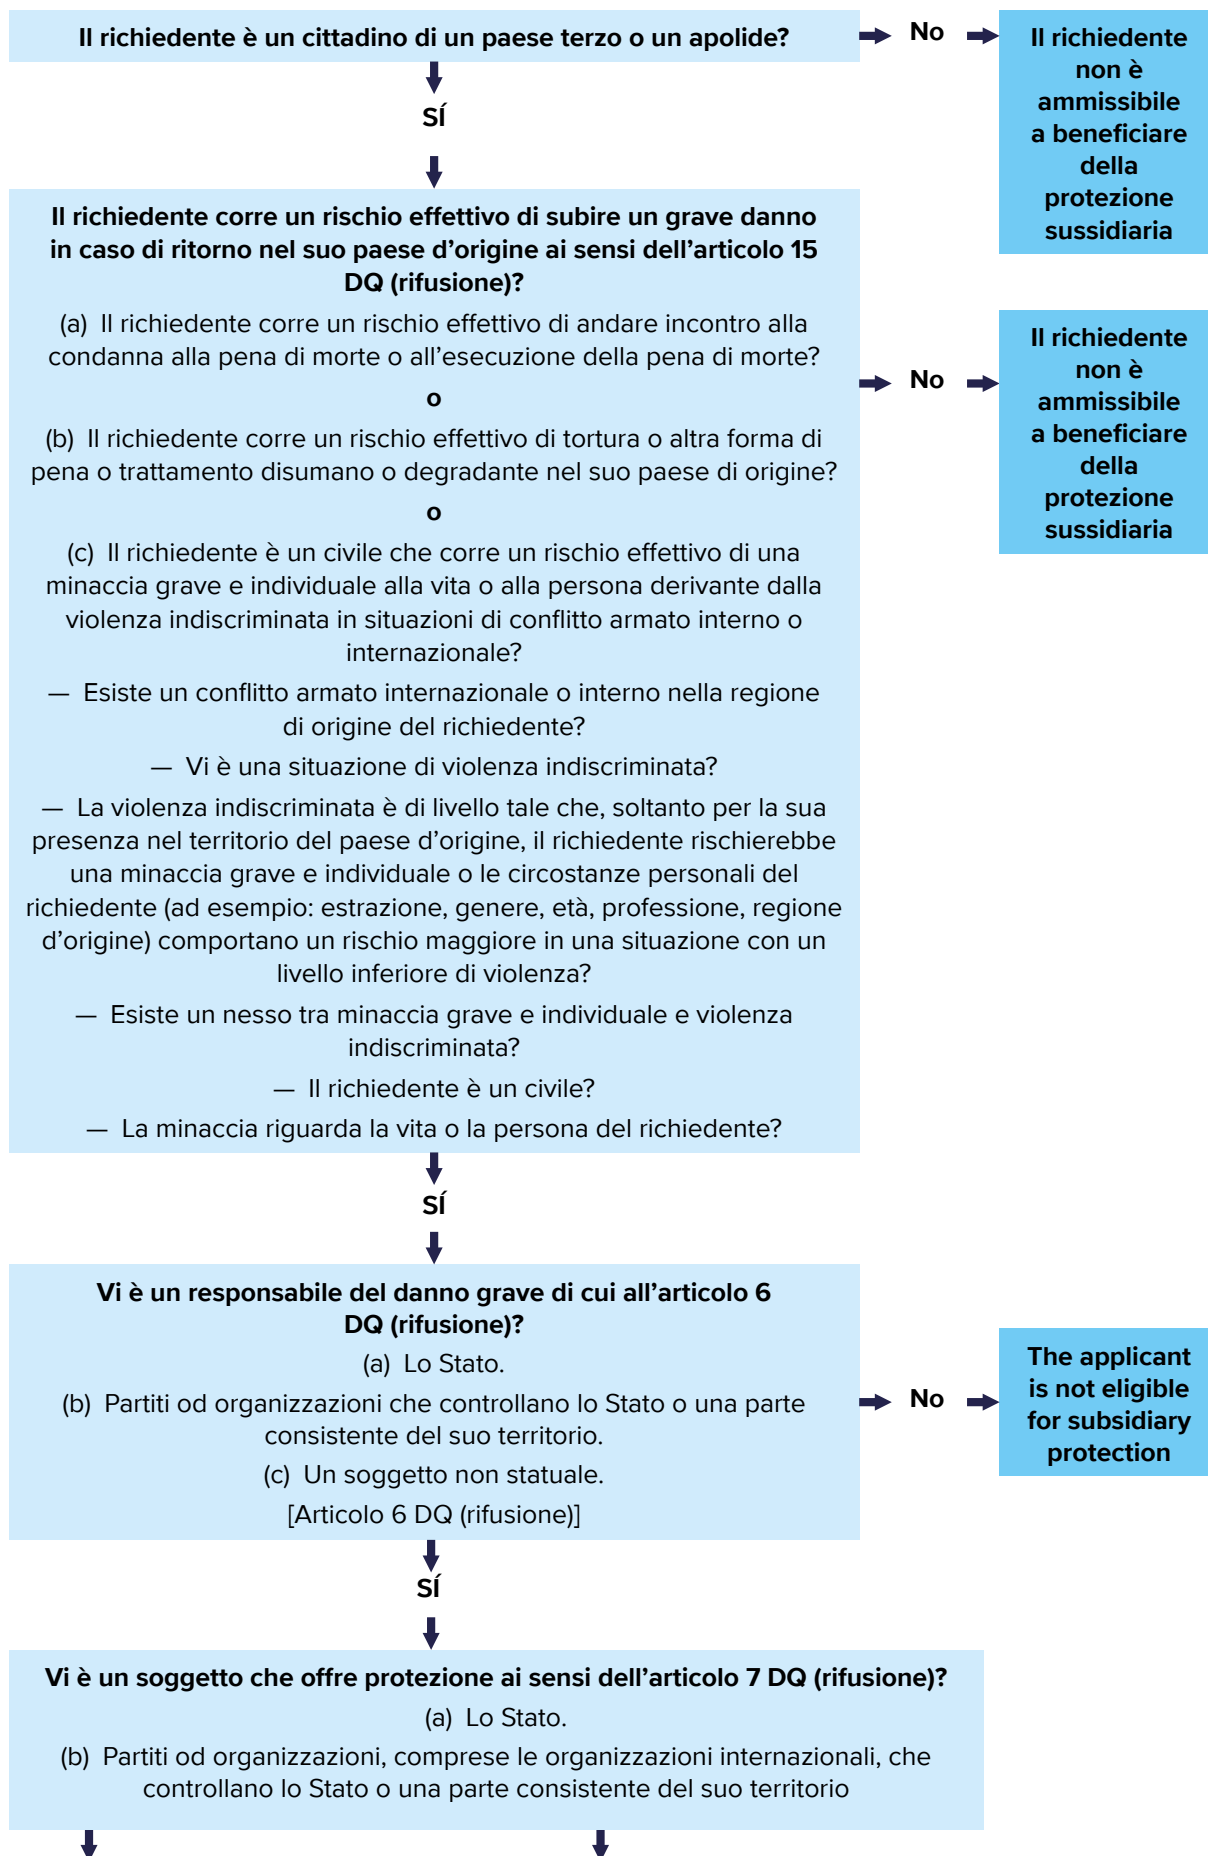 Il richiedente è un cittadino di un paese terzo o un apolide?
No
Il richiedente
non è
ammissibile
a beneficiare
della
protezione
sussidiaria
SÍ
Il richiedente corre un rischio effettivo di subire un grave danno
in caso di ritorno nel suo paese d’origine ai sensi dell’articolo 15
DQ (rifusione)?
(a) Il richiedente corre un rischio effettivo di andare incontro alla
condanna alla pena di morte o all’esecuzione della pena di morte?
o
(b) Il richiedente corre un rischio effettivo di tortura o altra forma di
pena o trattamento disumano o degradante nel suo paese di origine?
o
(c) Il richiedente è un civile che corre un rischio effettivo di una
minaccia grave e individuale alla vita o alla persona derivante dalla
violenza indiscriminata in situazioni di conflitto armato interno o
internazionale?
— Esiste un conflitto armato internazionale o interno nella regione
di origine del richiedente?
— Vi è una situazione di violenza indiscriminata?
— La violenza indiscriminata è di livello tale che, soltanto per la sua
presenza nel territorio del paese d’origine, il richiedente rischierebbe
una minaccia grave e individuale o le circostanze personali del
richiedente (ad esempio: estrazione, genere, età, professione, regione
d’origine) comportano un rischio maggiore in una situazione con un
livello inferiore di violenza?
— Esiste un nesso tra minaccia grave e individuale e violenza
indiscriminata?
— Il richiedente è un civile?
— La minaccia riguarda la vita o la persona del richiedente?
No
Il richiedente
non è
ammissibile
a beneficiare
della
protezione
sussidiaria
SÍ
Vi è un responsabile del danno grave di cui all’articolo 6
DQ (rifusione)?
(a) Lo Stato.
(b) Partiti od organizzazioni che controllano lo Stato o una parte
consistente del suo territorio.
(c) Un soggetto non statuale.
[Articolo 6 DQ (rifusione)]
No
The applicant
is not eligible
for subsidiary
protection
SÍ
Vi è un soggetto che offre protezione ai sensi dell’articolo 7 DQ (rifusione)?
(a) Lo Stato.
(b) Partiti od organizzazioni, comprese le organizzazioni internazionali, che
controllano lo Stato o una parte consistente del suo territorio